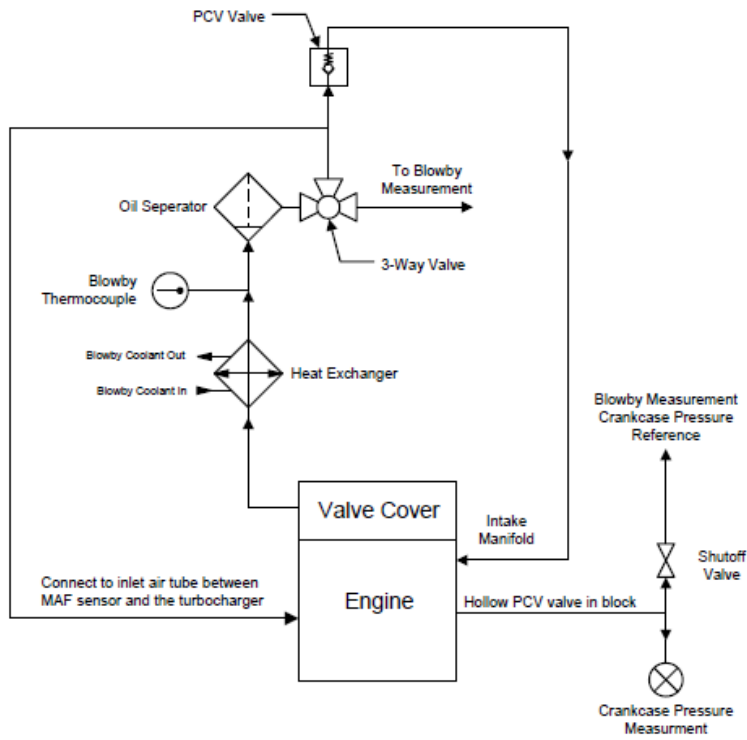 PCV Valve
To Blowby
Measurement
Oil Seperator
3-Way Valve
Blowby
Thermocouple
Blowby Coolant Out
Heat Exchanger
Blowby Coolant In
Blowby Measurement
Crankcase Pressure
Reference
Valve Cover
Intake
Manifold
Shutoff
Valve
Connect to inlet air tube between
MAF sensor and the turbocharger
Engine
Hollow PCV valve in block
Crankcase Pressure
Measurment